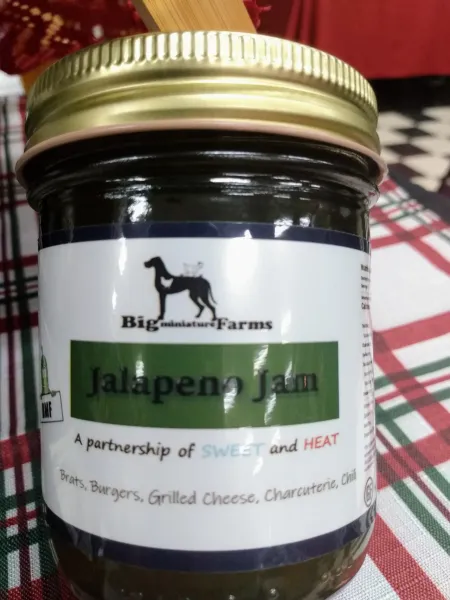 Big miniature Farms
Jalapeno Jam
A partnership of SWEET and HEAT
Brats, Burgers, Grilled Cheese, Charcuterie, Chili